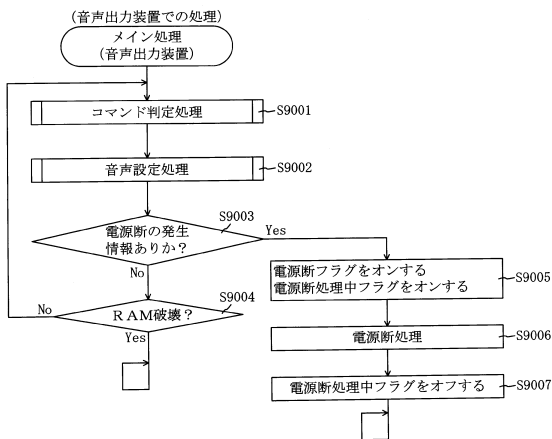 (音声出力装置での処理)
メイン処理
(音声出力装置)
コマンド判定処理
S9001
音声設定処理
S9002
電源断の発生
情報ありか?
S9003
Yes
No
RAM破壊?
S9004
No
Yes
電源断フラグをオンする
電源断処理中フラグをオンする
S9005
電源断処理
S9006
電源断処理中フラグをオフする
S9007